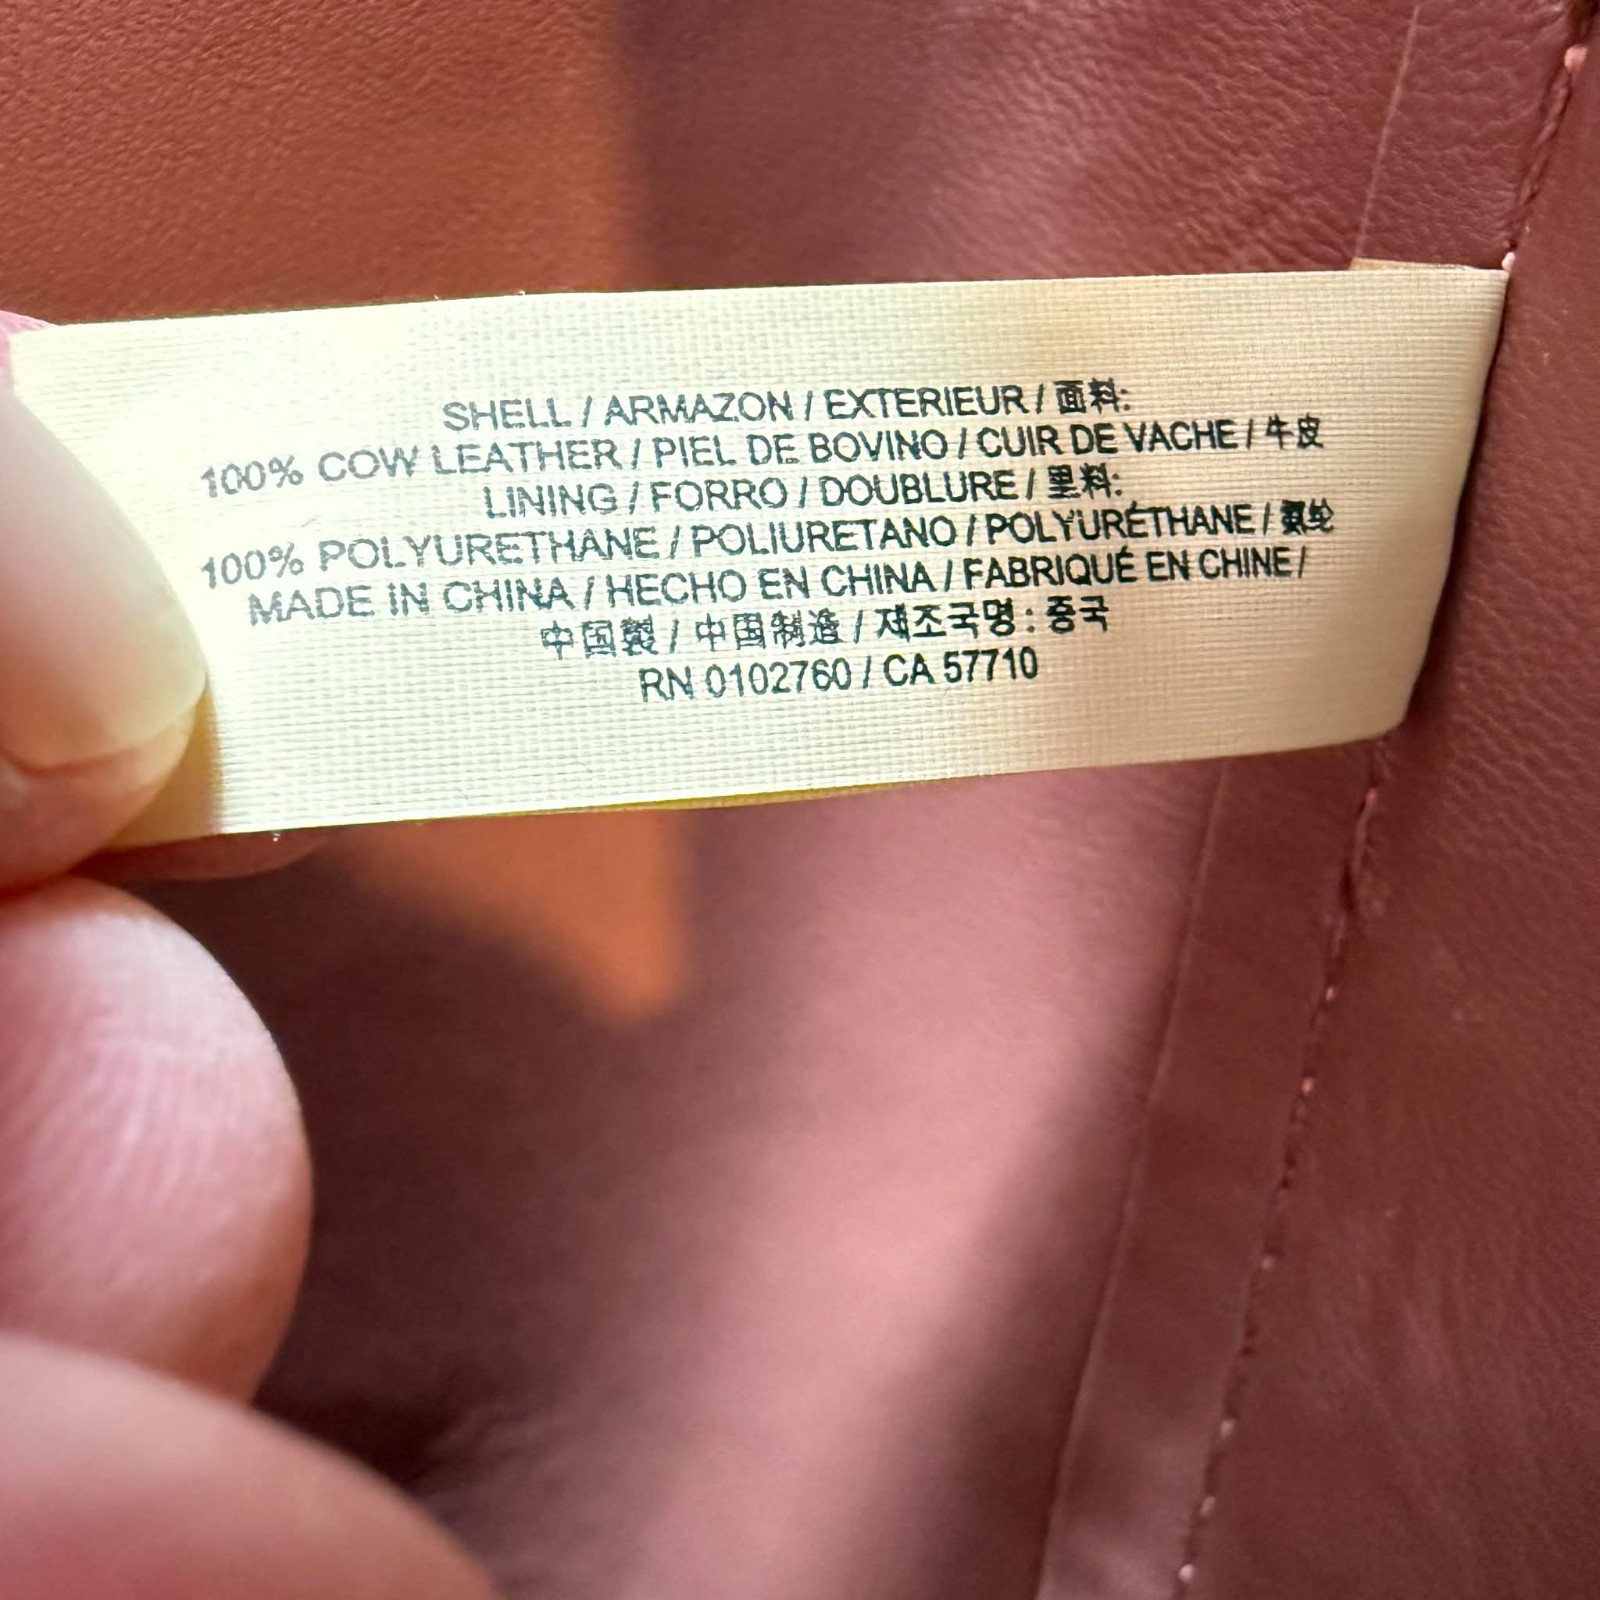 SHELL / ARMAZON / EXTERIEUR / 面料:
100% COW LEATHER / PIEL DE BOVINO / CUIR DE VACHE / 牛皮
LINING / FORRO / DOUBLURE / 里料:
100% POLYURETHANE / POLIURETANO / POLYURÉTHANE / 氨纶
MADE IN CHINA / HECHO EN CHINA / FABRIQUÉ EN CHINE /
中国製 / 中国制造 / 제조국명 : 중국
RN 0102760 / CA 57710